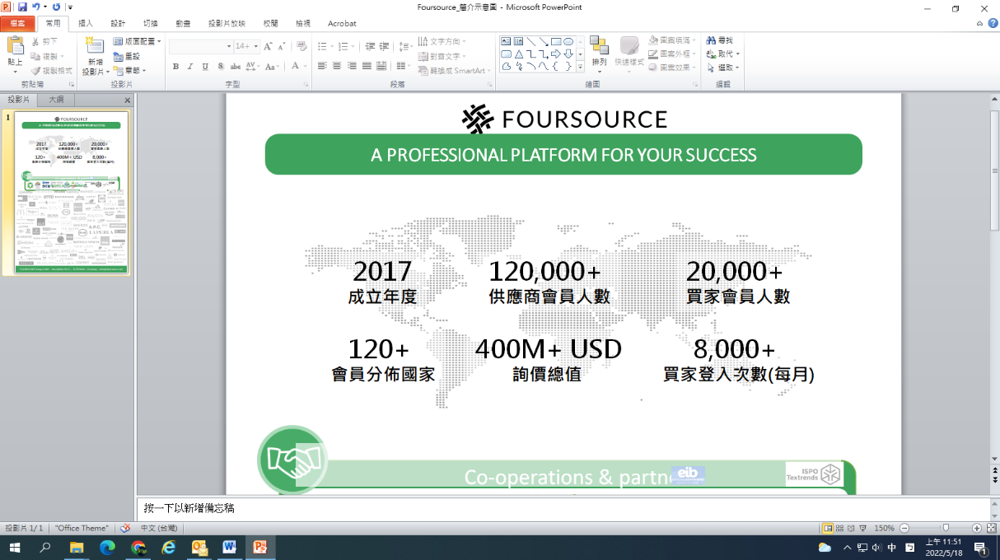 Foursource_簡介示意圖 - Microsoft PowerPoint
檔案 常用 插入 設計 切換 動畫 投影片放映 校閱 檢視 Acrobat
貼上
剪下
複製
複製格式
剪貼簿
新增
投影片
版面配置
重設
章節
投影片
14+
B I U S abc AV Aa A
字型
文字方向
對齊文字
轉換成 SmartArt
段落
排列
快速樣式
圖案填滿
圖案外框
圖案效果
繪圖
尋找
取代
選取
編輯
投影片 大綱
1
FOURSOURCE
A PROFESSIONAL PLATFORM FOR YOUR SUCCESS
2017
成立年度
120,000+
供應商會員人數
20,000+
買家會員人數
120+
會員分佈國家
400M+ USD
詢價總值
8,000+
買家登入次數(每月)
Co-operations & partn
eib
ISPO
Textrends
按一下以新增備忘稿
投影片 1/1 "Office Theme" 中文 (台灣) 150%
中
上午 11:51
2022/5/18
1